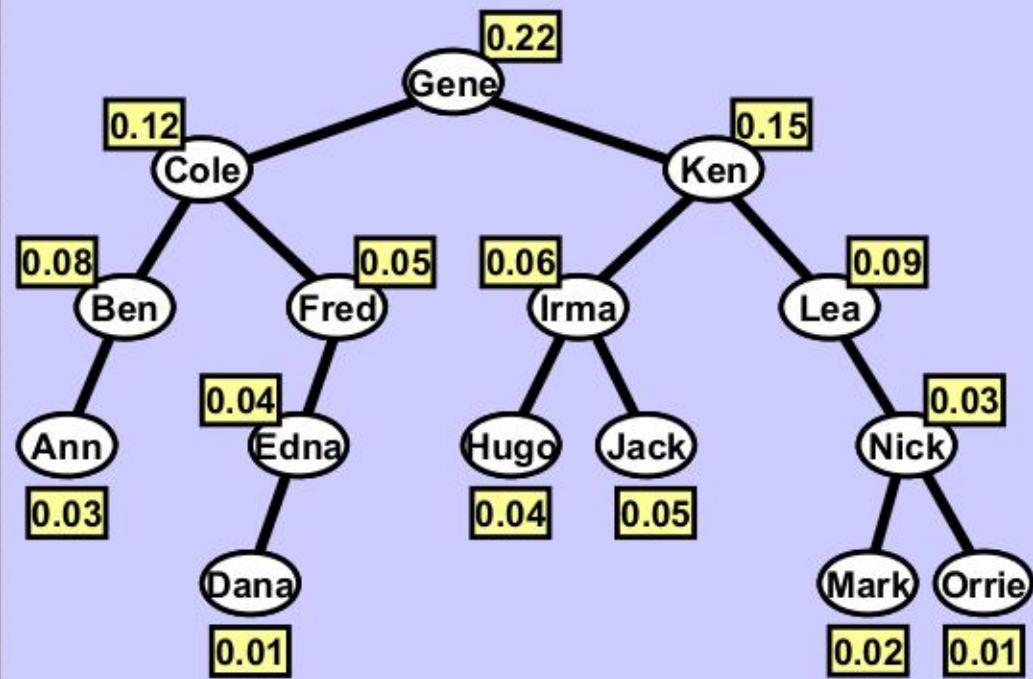 0.22
Gene
0.12
0.15
Cole
Ken
0.08
0.05
0.06
0.09
Ben
Fred
Irma
Lea
0.04
0.03
Ann
Edna
Hugo
Jack
Nick
0.03
0.04
0.05
Dana
Mark
Orrie
0.01
0.02
0.01